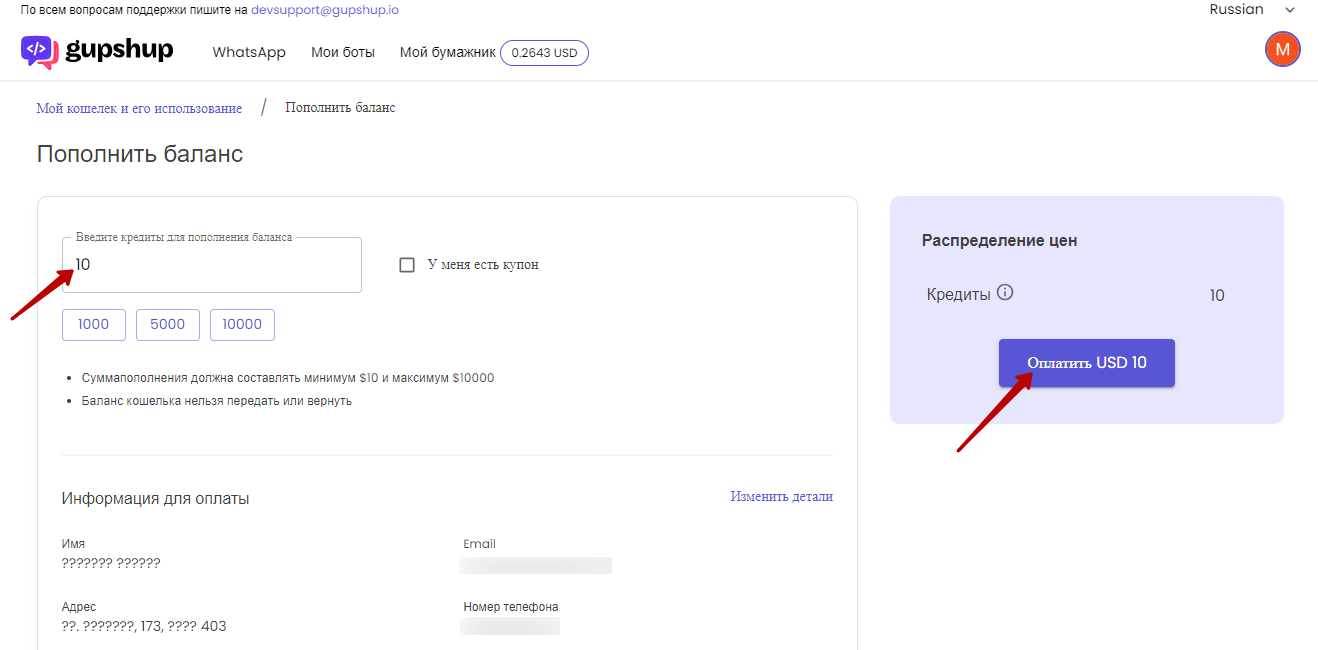 По всем вопросам поддержки пишите на devsupport@gupshup.io
Russian
</> gupshup
WhatsApp
Мои боты
Мой бумажник 0.2643 USD
M
Мой кошелек и его использование / Пополнить баланс
Пополнить баланс
Введите кредиты для пополнения баланса
10
У меня есть купон
1000
5000
10000
Суммапополнения должна составлять минимум $10 и максимум $10000
Баланс кошелька нельзя передать или вернуть
Распределение цен
Кредиты
10
Оплатить USD 10
Информация для оплаты
Изменить детали
Имя
??????? ??????
Email
Адрес
??. ???????, 173, ???? 403
Номер телефона